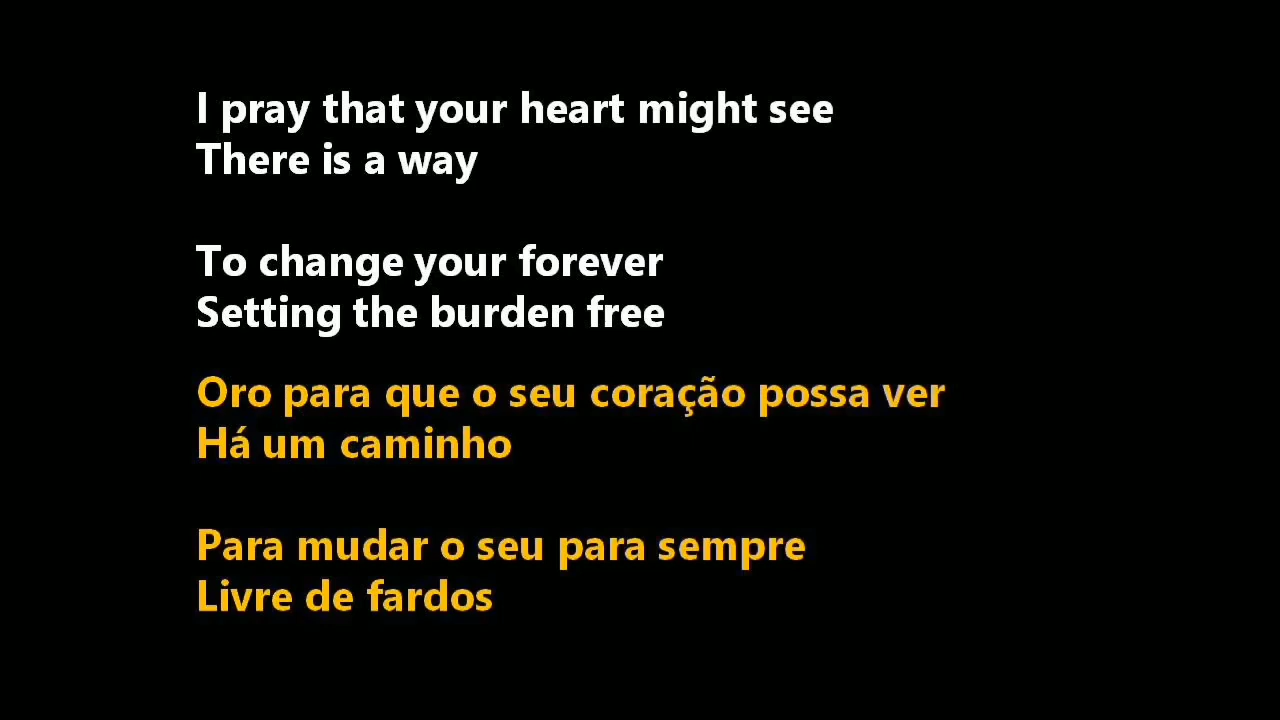 I pray that your heart might see
There is a way
To change your forever
Setting the burden free
Oro para que o seu coração possa ver
Há um caminho
Para mudar o seu para sempre
Livre de fardos